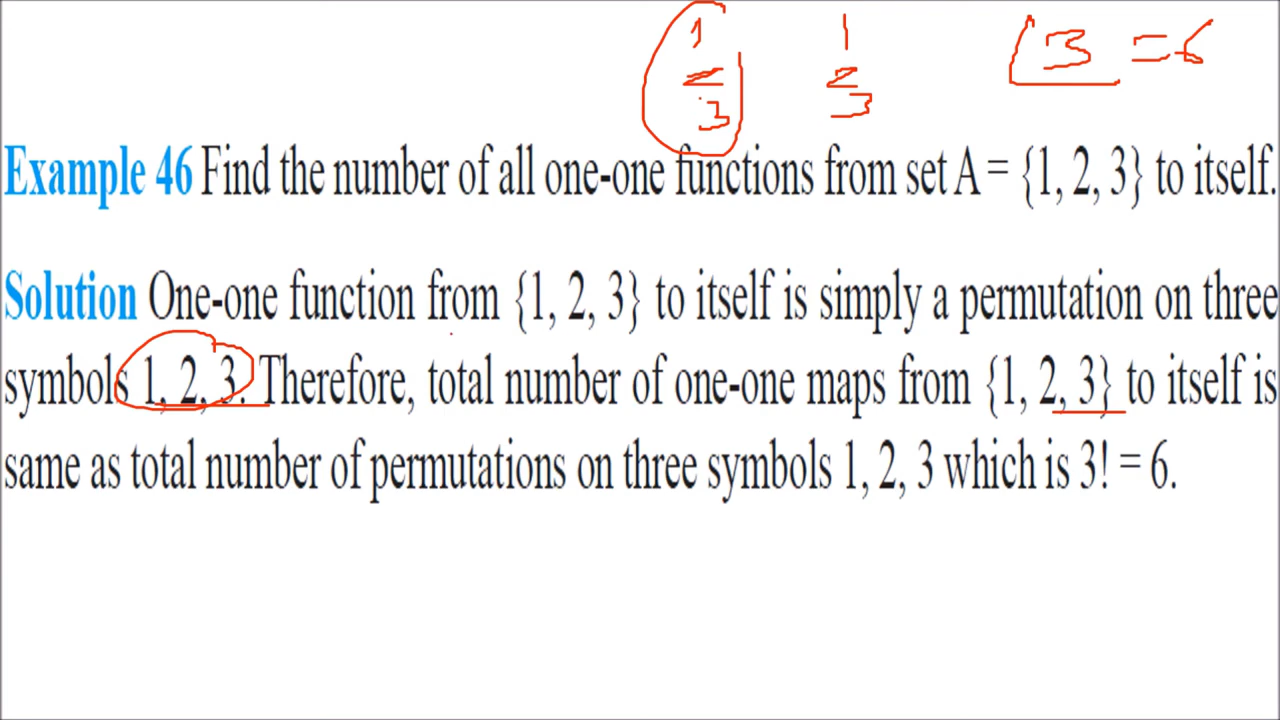 1 1 3 = 6
2 2
3 3
Example 46 Find the number of all one-one functions from set A = {1, 2, 3} to itself.
Solution One-one function from {1, 2, 3} to itself is simply a permutation on three
symbols 1, 2, 3. Therefore, total number of one-one maps from {1, 2, 3} to itself is
same as total number of permutations on three symbols 1, 2, 3 which is 3! = 6.